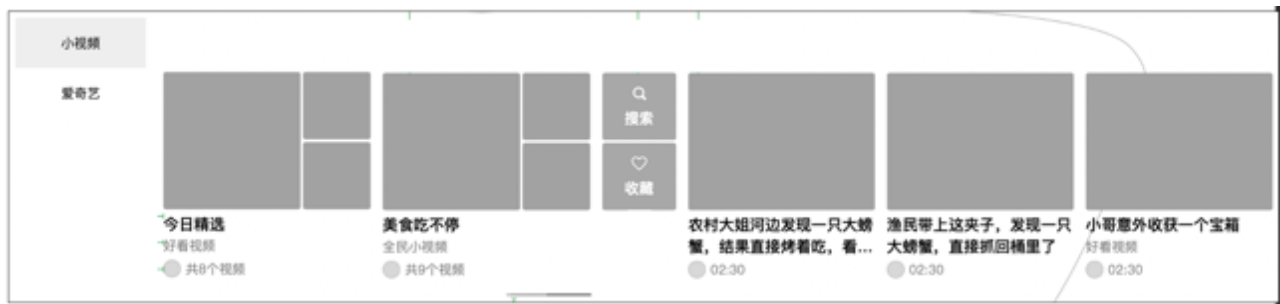 小视频
爱奇艺
搜索
收藏
今日精选
好看视频
共8个视频
美食吃不停
全民小视频
共9个视频
农村大姐河边发现一只大螃
蟹，结果直接烤着吃，看...
02:30
渔民带上这夹子，发现一只
大螃蟹，直接抓回桶里了
02:30
小哥意外收获一个宝箱
好看视频
02:30